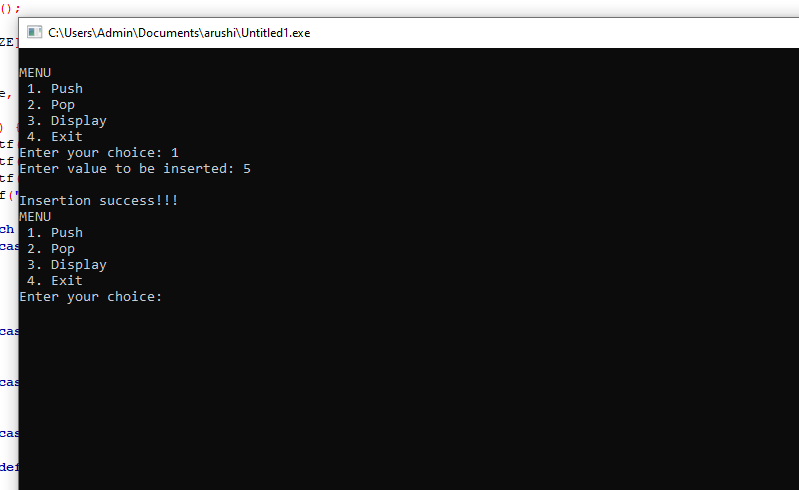 ();
C:\Users\Admin\Documents\arushi\Untitled1.exe
ZE]
MENU
1. Push
2. Pop
3. Display
4. Exit
Enter your choice: 1
Enter value to be inserted: 5
Insertion success!!!
MENU
1. Push
2. Pop
3. Display
4. Exit
Enter your choice:
e,
) {
tf(
tf(
tf(
f("
ch
cas
cas
cas
cas
def